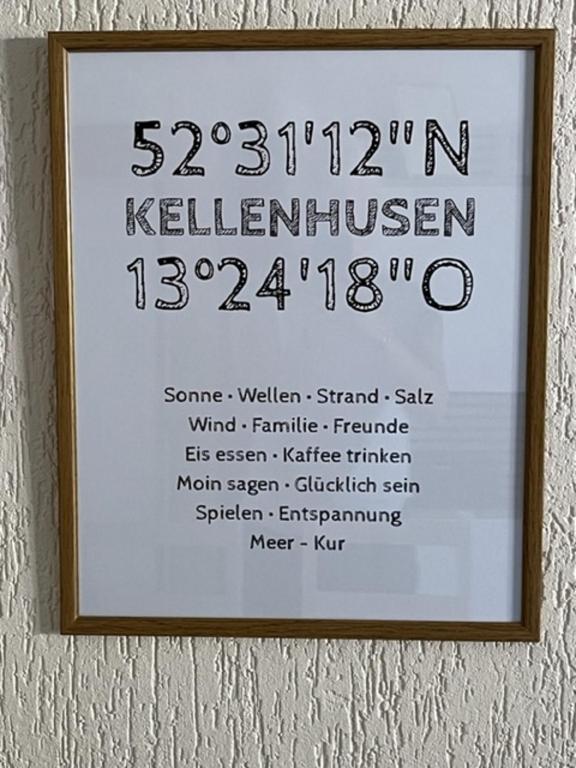 52°31'12"N
KELLENHUSEN
13°24'18"O
Sonne · Wellen · Strand · Salz
Wind · Familie · Freunde
Eis essen · Kaffee trinken
Moin sagen · Glücklich sein
Spielen · Entspannung
Meer - Kur